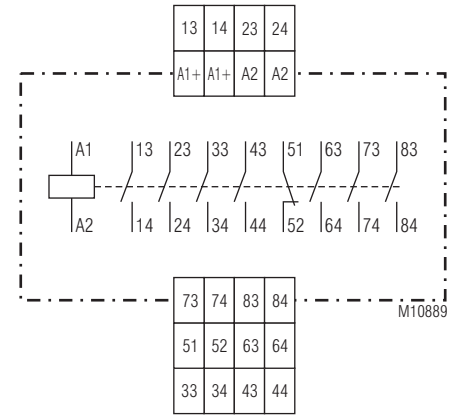 13 14 23 24
A1+ A1+ A2 A2
A1 13 23 33 43 51 63 73 83
A2 14 24 34 44 52 64 74 84
73 74 83 84
M10889
51 52 63 64
33 34 43 44